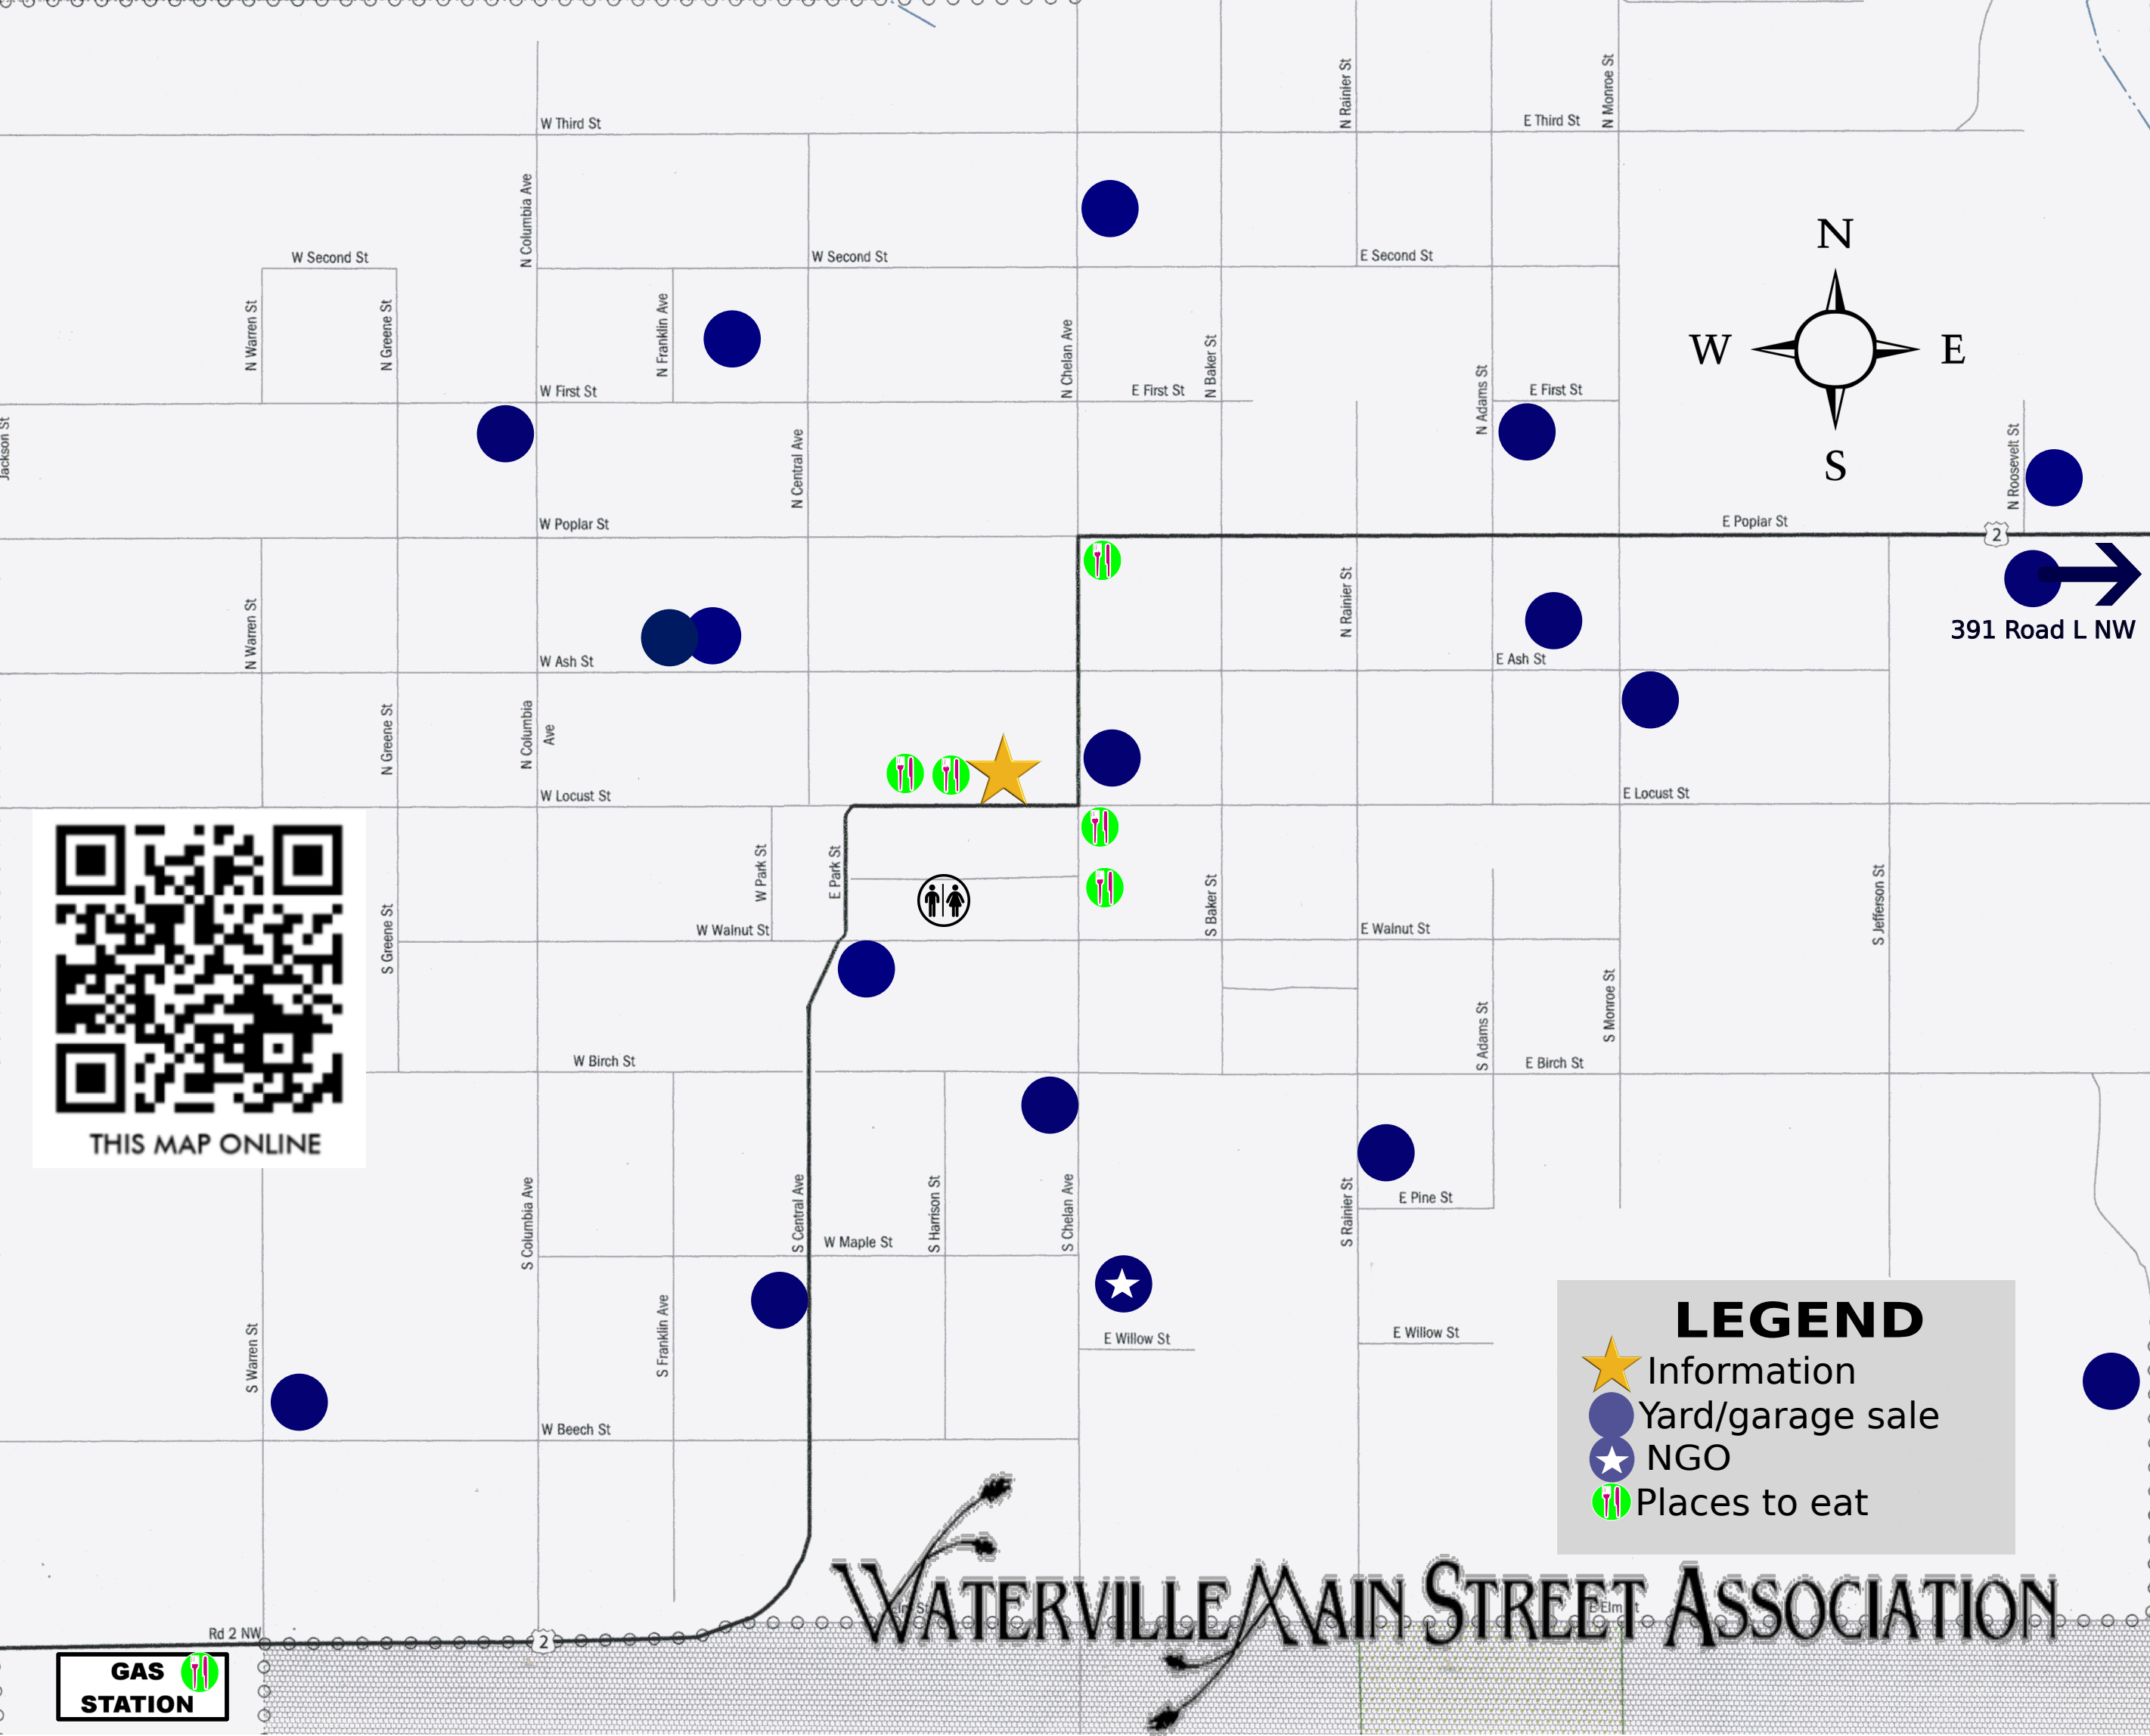 N Rainier St
N Monroe St
W Third St
E Third St
N Columbia Ave
W Second St
W Second St
E Second St
N
W
E
S
N Warren St
N Greene St
N Franklin Ave
N Chelan Ave
N Baker St
W First St
E First St
N Adams St
E First St
Jackson St
N Central Ave
N Roosevelt St
W Poplar St
E Poplar St
2
N Warren St
N Rainier St
391 Road L NW
W Ash St
E Ash St
N Greene St
N Columbia
Ave
W Locust St
E Locust St
W Park St
E Park St
S Greene St
S Baker St
S Jefferson St
W Walnut St
E Walnut St
S Adams St
S Monroe St
W Birch St
E Birch St
THIS MAP ONLINE
S Columbia Ave
S Central Ave
S Harrison St
S Chelan Ave
S Rainier St
E Pine St
W Maple St
S Warren St
S Franklin Ave
E Willow St
E Willow St
LEGEND
Information
Yard/garage sale
NGO
Places to eat
W Beech St
WATERVILLE MAIN STREET ASSOCIATION
E Elm St
Rd 2 NW
2
GAS
STATION